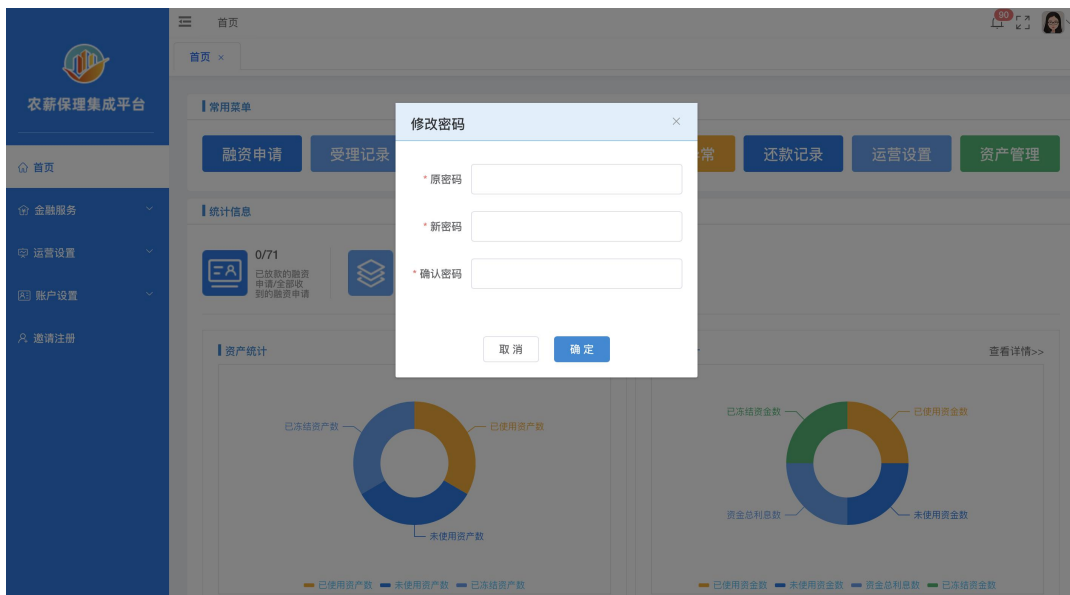 首页
90
首页 ×
农薪保理集成平台
首页
金融服务
运营设置
账户设置
邀请注册
常用菜单
融资申请
受理记录
常
还款记录
运营设置
资产管理
统计信息
0/71
已放款的融资
申请/全部收
到的融资申请
修改密码 ×
* 原密码
* 新密码
* 确认密码
取消 确定
资产统计
已冻结资产数
已使用资产数
未使用资产数
已使用资产数 未使用资产数 已冻结资产数
查看详情>>
已冻结资金数
已使用资金数
资金总利息数
未使用资金数
已使用资金数 未使用资金数 资金总利息数 已冻结资金数